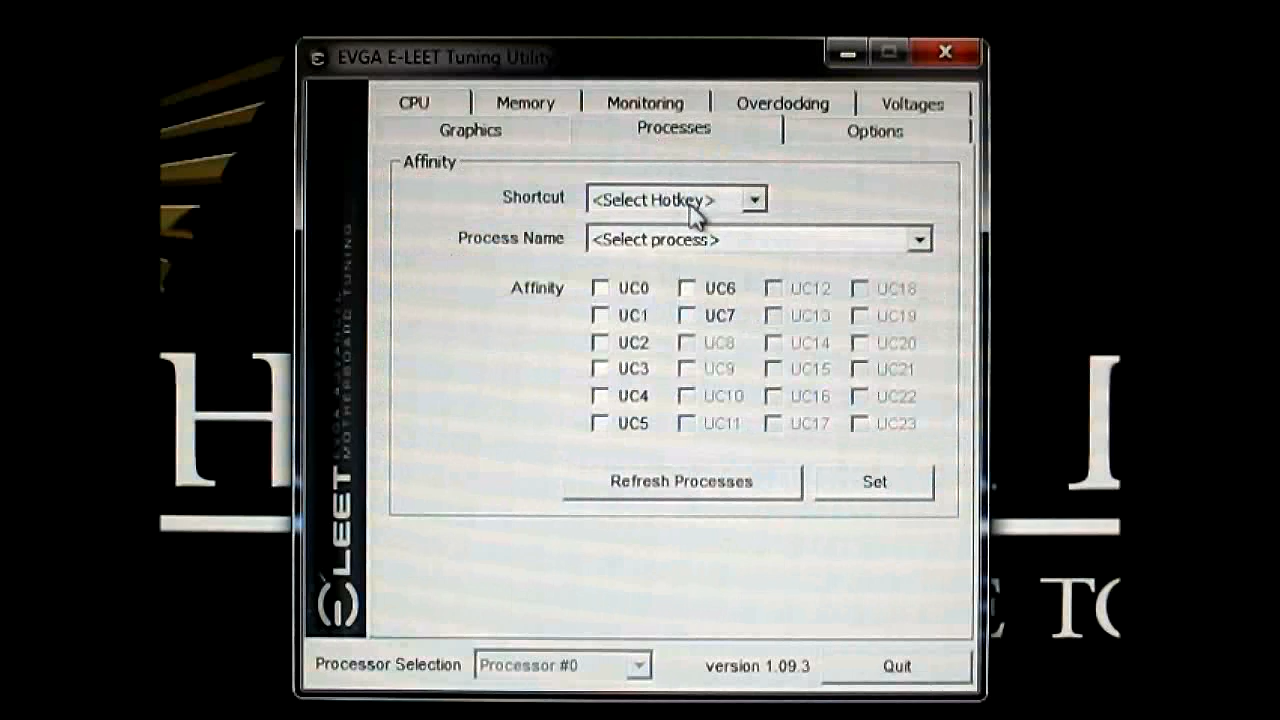 EVGA E-LEET Tuning Utility
CPU Memory Monitoring Overclocking Voltages
Graphics Processes Options
Affinity
Shortcut <Select Hotkey>
Process Name <Select process>
Affinity UC0 UC6 UC12 UC18
UC1 UC7 UC13 UC19
UC2 UC8 UC14 UC20
UC3 UC9 UC15 UC21
UC4 UC10 UC16 UC22
UC5 UC11 UC17 UC23
Refresh Processes Set
E-LEET
MOTHERBOARD TUNING
Processor Selection Processor #0 version 1.09.3 Quit
H I
E TO